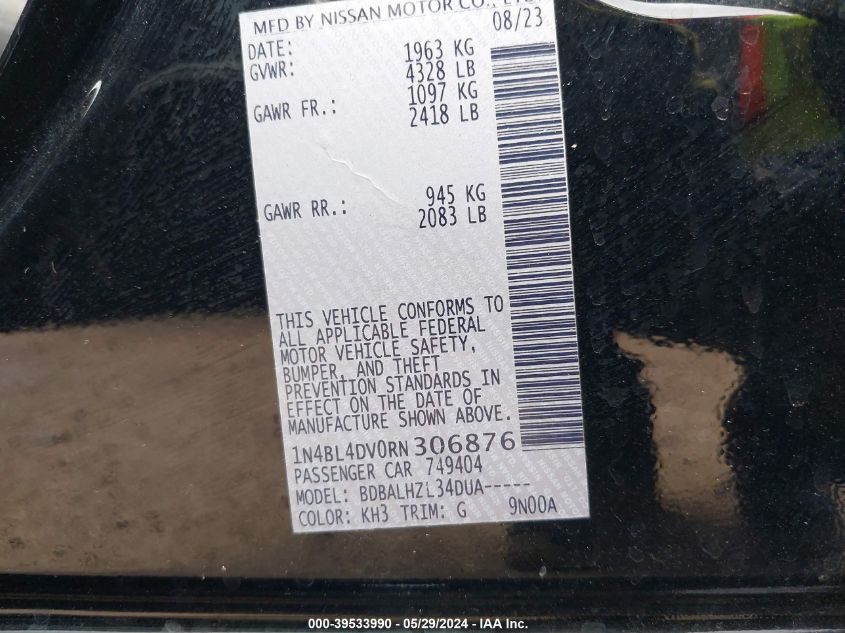 MFD BY NISSAN MOTOR CO., LTD.
DATE: 08/23
GVWR: 1963 KG
4328 LB
GAWR FR.: 1097 KG
2418 LB
GAWR RR.: 945 KG
2083 LB
THIS VEHICLE CONFORMS TO
ALL APPLICABLE FEDERAL
MOTOR VEHICLE SAFETY,
BUMPER, AND THEFT
PREVENTION STANDARDS IN
EFFECT ON THE DATE OF
MANUFACTURE SHOWN ABOVE.
1N4BL4DV0RN306876
PASSENGER CAR 749404
MODEL: BDBALHZL34DUA-----
COLOR: KH3 TRIM: G 9N00A
000-39533990 - 05/29/2024 - IAA Inc.